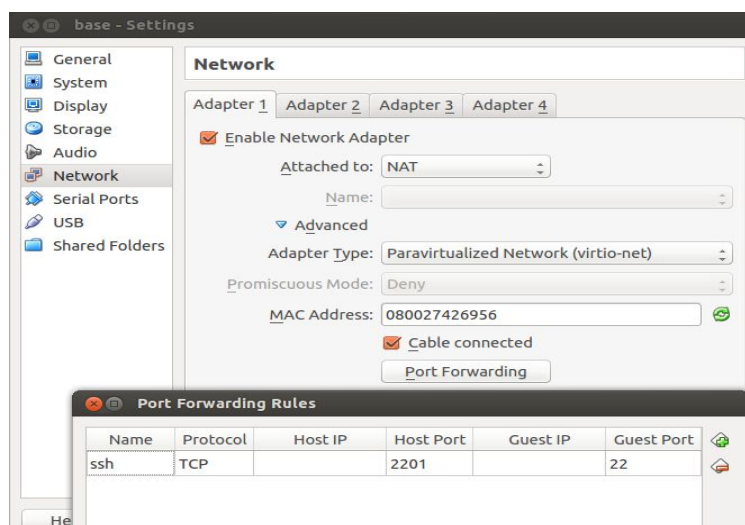 base - Settings
General
System
Display
Storage
Audio
Network
Serial Ports
USB
Shared Folders
Network
Adapter 1 Adapter 2 Adapter 3 Adapter 4
Enable Network Adapter
Attached to: NAT
Name:
Advanced
Adapter Type: Paravirtualized Network (virtio-net)
Promiscuous Mode: Deny
MAC Address: 080027426956
Cable connected
Port Forwarding
Port Forwarding Rules
Name Protocol Host IP Host Port Guest IP Guest Port
ssh TCP 2201 22
He